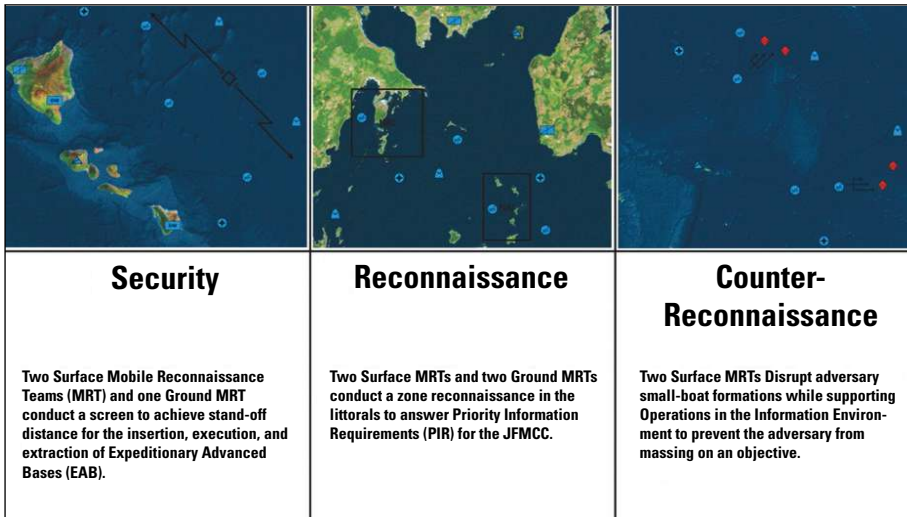 Security
Two Surface Mobile Reconnaissance
Teams (MRT) and one Ground MRT
conduct a screen to achieve stand-off
distance for the insertion, execution, and
extraction of Expeditionary Advanced
Bases (EAB).
Reconnaissance
Two Surface MRTs and two Ground MRTs
conduct a zone reconnaissance in the
littorals to answer Priority Information
Requirements (PIR) for the JFMCC.
Counter-
Reconnaissance
Two Surface MRTs Disrupt adversary
small-boat formations while supporting
Operations in the Information Environ-
ment to prevent the adversary from
massing on an objective.